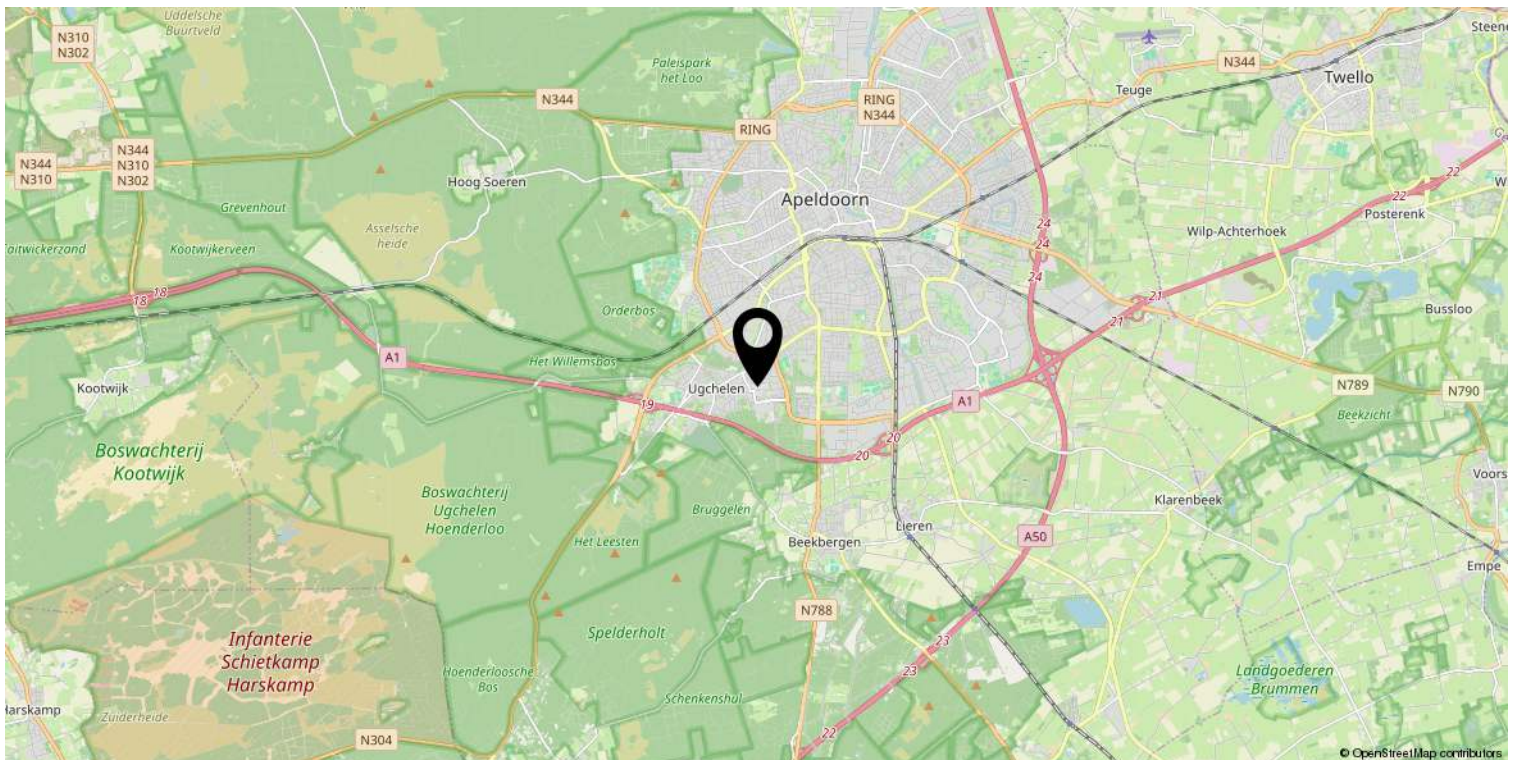 Uddelsche
Buurtveld
N310
N302
Paleispark
het Loo
N344
RING
N344
RING
N344
Teuge
Twello
N344
N310
N344
N310
N302
Hoog Soeren
Grevenhout
Asselsche
heide
Kootwijkerveen
Apeldoorn
24
24
24
22
22
Posterenk
Wilp-Achterhoek
18
18
21
21
Bussloo
Orderbos
Het Willemsbos
A1
Kootwijk
Ugchelen
19
A1
N789
N790
Beekzicht
20
20
Boswachterij
Kootwijk
Boswachterij
Ugchelen
Hoenderloo
Bruggelen
Het Leesten
Beekbergen
Lieren
A50
Klarenbeek
Voors
Empe
N788
Infanterie
Schietkamp
Harskamp
Spelderholt
23
23
Hoenderloosche
Bos
Schenkenshul
Landgoederen
Brummen
Harskamp
Zuiderheide
N304
22
© OpenStreetMap contributors